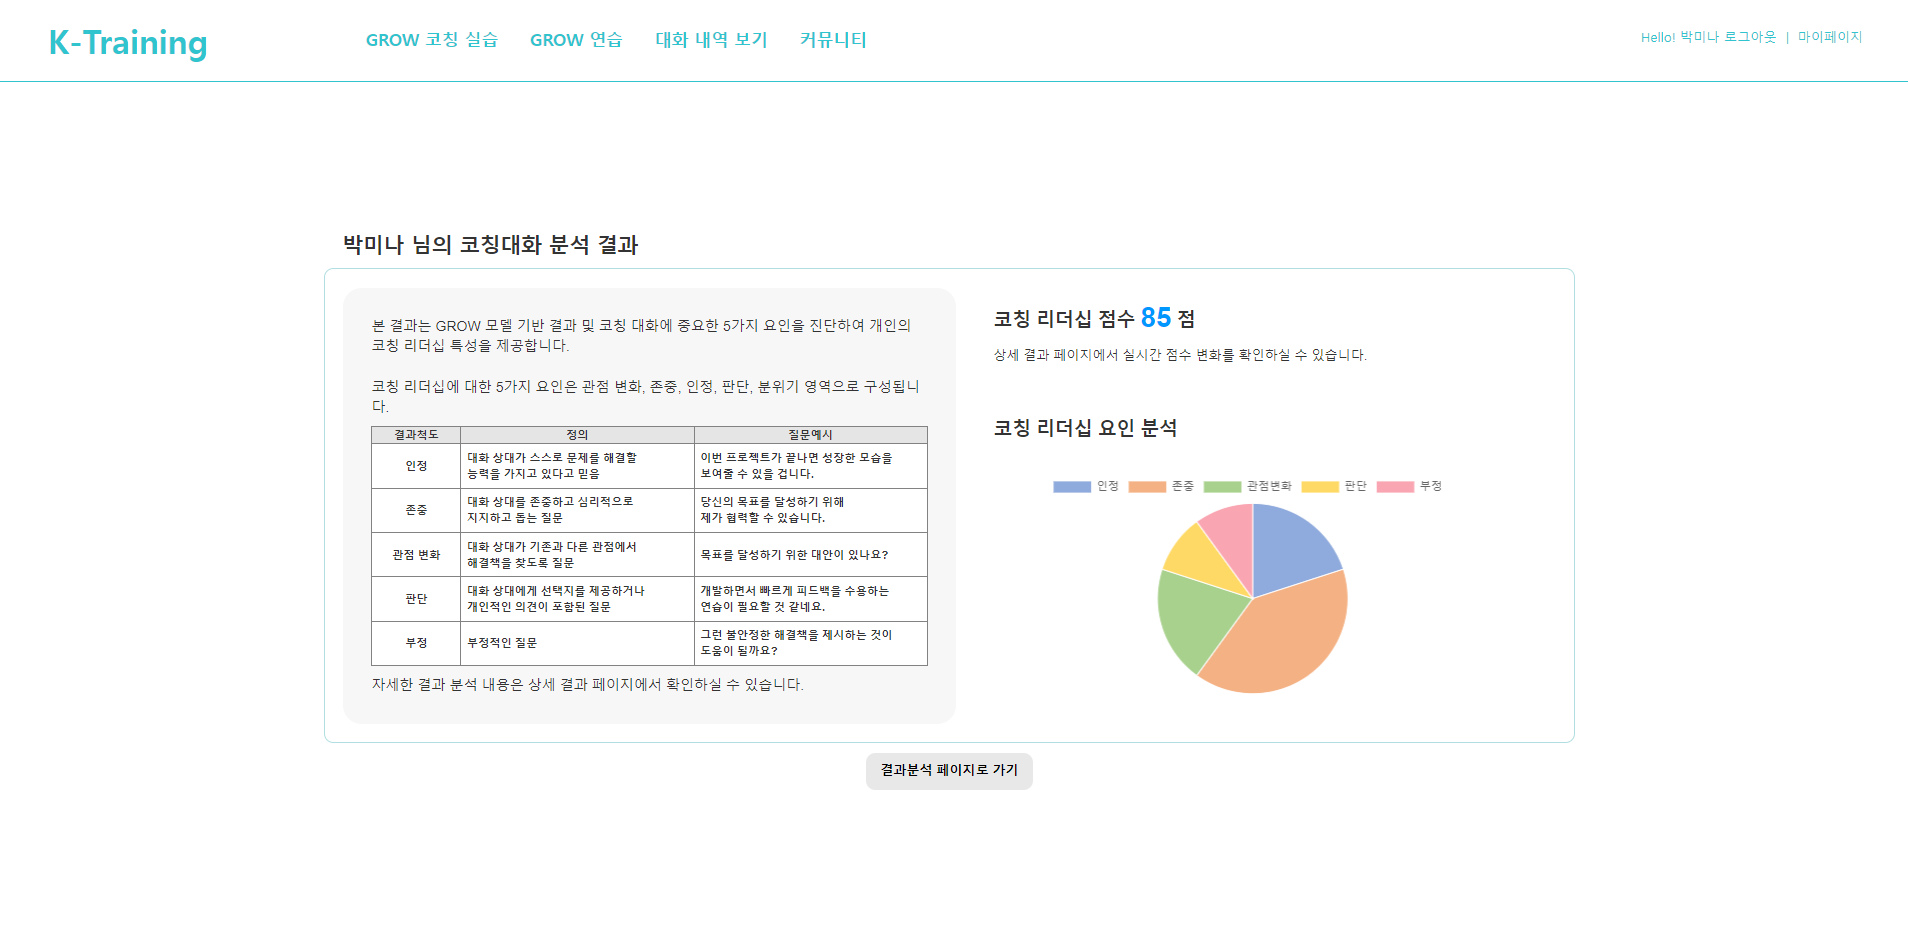 K-Training
GROW 코칭 실습 GROW 연습 대화 내역 보기 커뮤니티
Hello! 박미나 로그아웃 | 마이페이지
박미나 님의 코칭대화 분석 결과
본 결과는 GROW 모델 기반 결과 및 코칭 대화에 중요한 5가지 요인을 진단하여 개인의
코칭 리더십 특성을 제공합니다.
코칭 리더십에 대한 5가지 요인은 관점 변화, 존중, 인정, 판단, 분위기 영역으로 구성됩니
다.
결과척도 정의 질문예시
인정
대화 상대가 스스로 문제를 해결할
능력을 가지고 있다고 믿음
이번 프로젝트가 끝나면 성장한 모습을
보여줄 수 있을 겁니다.
존중
대화 상대를 존중하고 심리적으로
지지하고 돕는 질문
당신의 목표를 달성하기 위해
제가 협력할 수 있습니다.
관점 변화
대화 상대가 기존과 다른 관점에서
해결책을 찾도록 질문
목표를 달성하기 위한 대안이 있나요?
판단
대화 상대에게 선택지를 제공하거나
개인적인 의견이 포함된 질문
개발하면서 빠르게 피드백을 수용하는
연습이 필요할 것 같네요.
부정
부정적인 질문
그런 불안정한 해결책을 제시하는 것이
도움이 될까요?
자세한 결과 분석 내용은 상세 결과 페이지에서 확인하실 수 있습니다.
코칭 리더십 점수 85 점
상세 결과 페이지에서 실시간 점수 변화를 확인하실 수 있습니다.
코칭 리더십 요인 분석
인정 존중 관점변화 판단 부정
결과분석 페이지로 가기